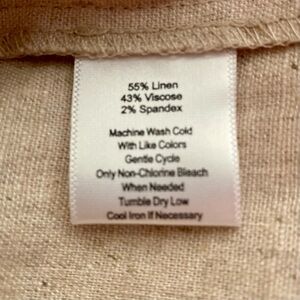 55% Linen
43% Viscose
2% Spandex
Machine Wash Cold
With Like Colors
Gentle Cycle
Only Non-Chlorine Bleach
When Needed
Tumble Dry Low
Cool Iron If Necessary